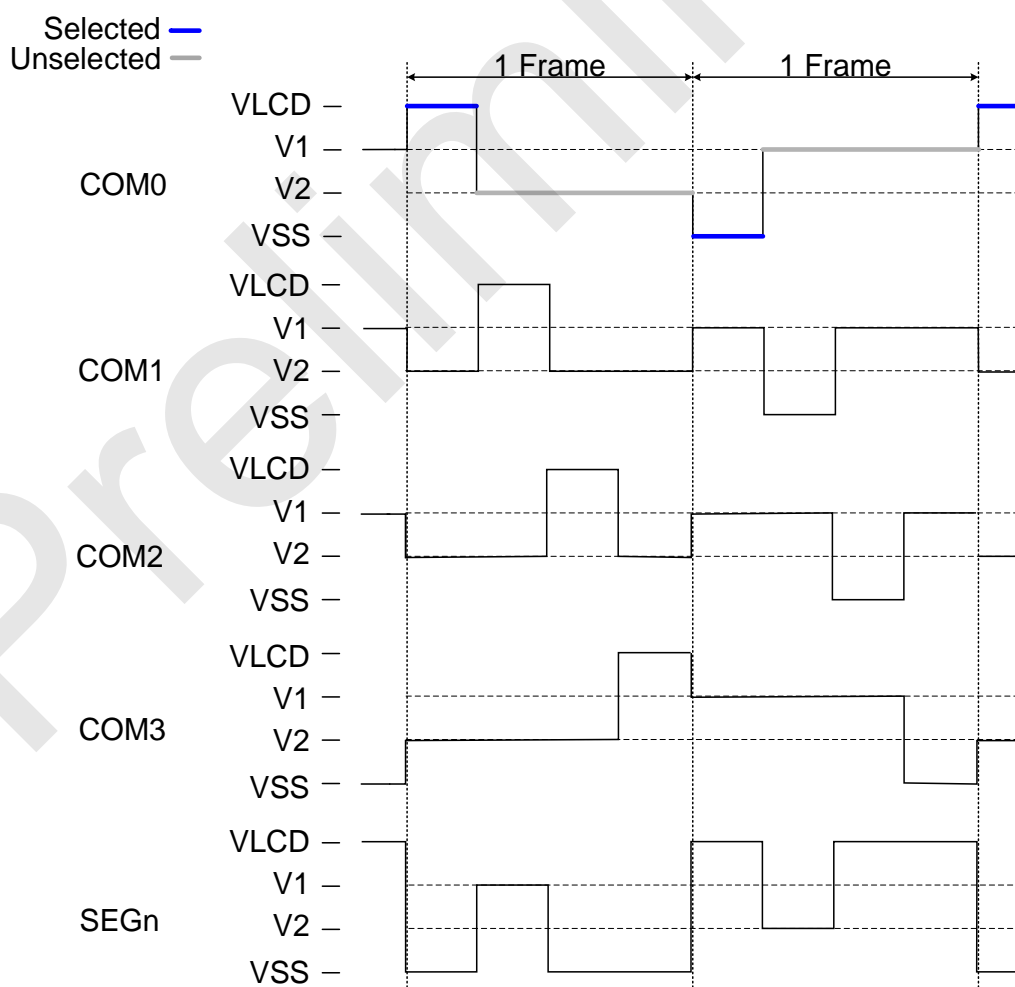 Selected
Unselected
1 Frame 1 Frame
VLCD
V1
COM0
V2
VSS
VLCD
V1
COM1
V2
VSS
VLCD
V1
COM2
V2
VSS
VLCD
V1
COM3
V2
VSS
VLCD
V1
SEGn
V2
VSS
Prelimi